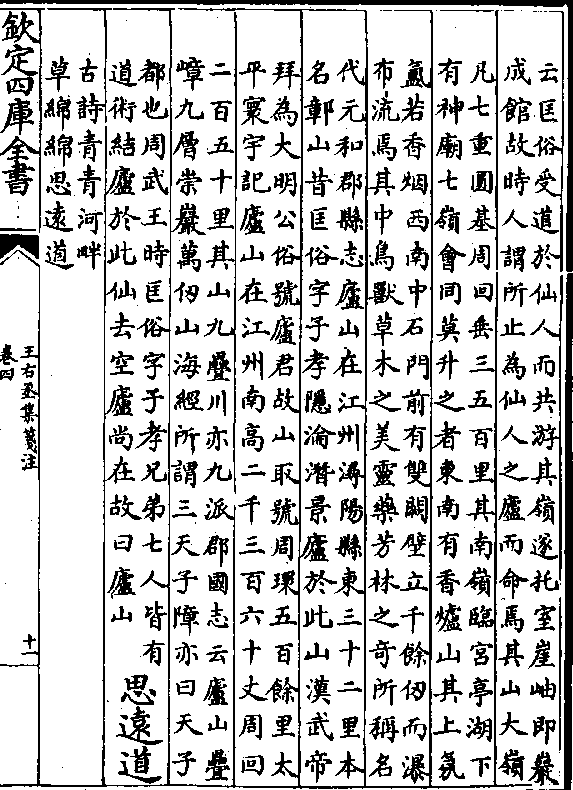 云匡俗受道於仙人而共游其嶺遂托室崖岫即巖
成館故時人謂所止為仙人之廬而命焉其山大嶺
凡七重圓基周回垂三五百里其南嶺臨宮亭湖下
有神廟七嶺會同莫升之者東南有香爐山其上氛
氲若香烟西南中石門前有雙闕壁立千餘仞而瀑
布流焉其中鳥獸草木之美靈藥芳林之奇所稱名
代元和郡縣志廬山在江州潯陽縣東三十二里本
名鄣山昔匡俗字子孝隱淪潛景廬於此山漢武帝
拜為大明公俗號廬君故山取號周環五百餘里太
平寰宇記廬山在江州南高二千三百六十丈周回
二百五十里其山九疊川亦九派郡國志云廬山疊
嶂九層崇巖萬仞山海經所謂三天子障亦曰天子
都也周武王時匡俗字子孝兄弟七人皆有
道術結廬於此仙去空廬尚在故曰廬山
思遠道
古詩青青河畔
草綿綿思遠道
欽定四庫全書
王右丞集箋注
卷四
十一